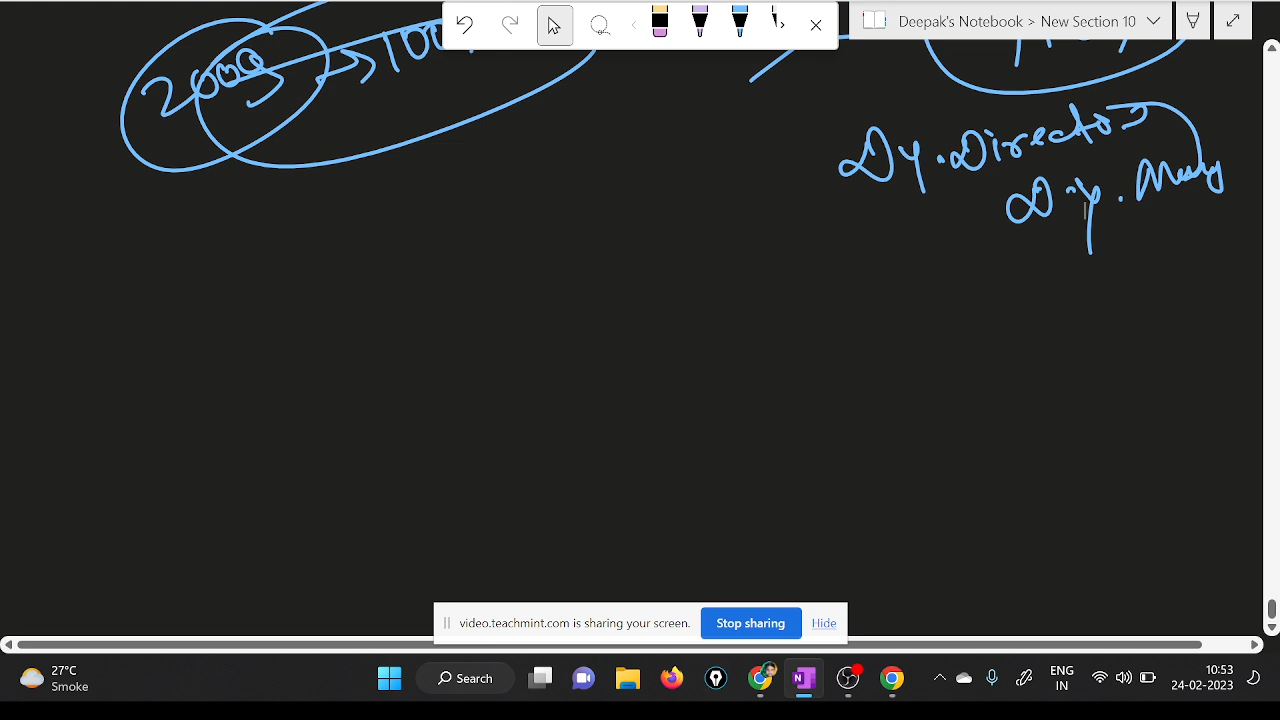 Deepak's Notebook > New Section 10
2000
100
Dy. Director
Dy.
video.teachmint.com is sharing your screen.
Stop sharing
Hide
27°C
Smoke
Search
ENG
IN
10:53
24-02-2023